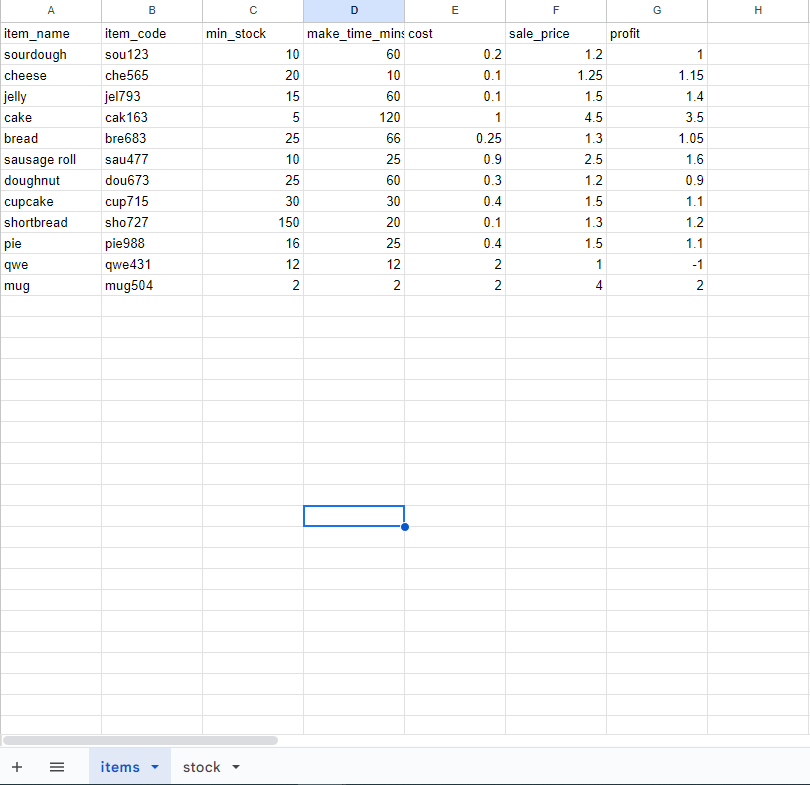 A B C D E F G H
item_name item_code min_stock make_time_mins cost sale_price profit
sourdough sou123 10 60 0.2 1.2 1
cheese che565 20 10 0.1 1.25 1.15
jelly jel793 15 60 0.1 1.5 1.4
cake cak163 5 120 1 4.5 3.5
bread bre683 25 66 0.25 1.3 1.05
sausage roll sau477 10 25 0.9 2.5 1.6
doughnut dou673 25 60 0.3 1.2 0.9
cupcake cup715 30 30 0.4 1.5 1.1
shortbread sho727 150 20 0.1 1.3 1.2
pie pie988 16 25 0.4 1.5 1.1
qwe qwe431 12 12 2 1 -1
mug mug504 2 2 2 4 2
items stock